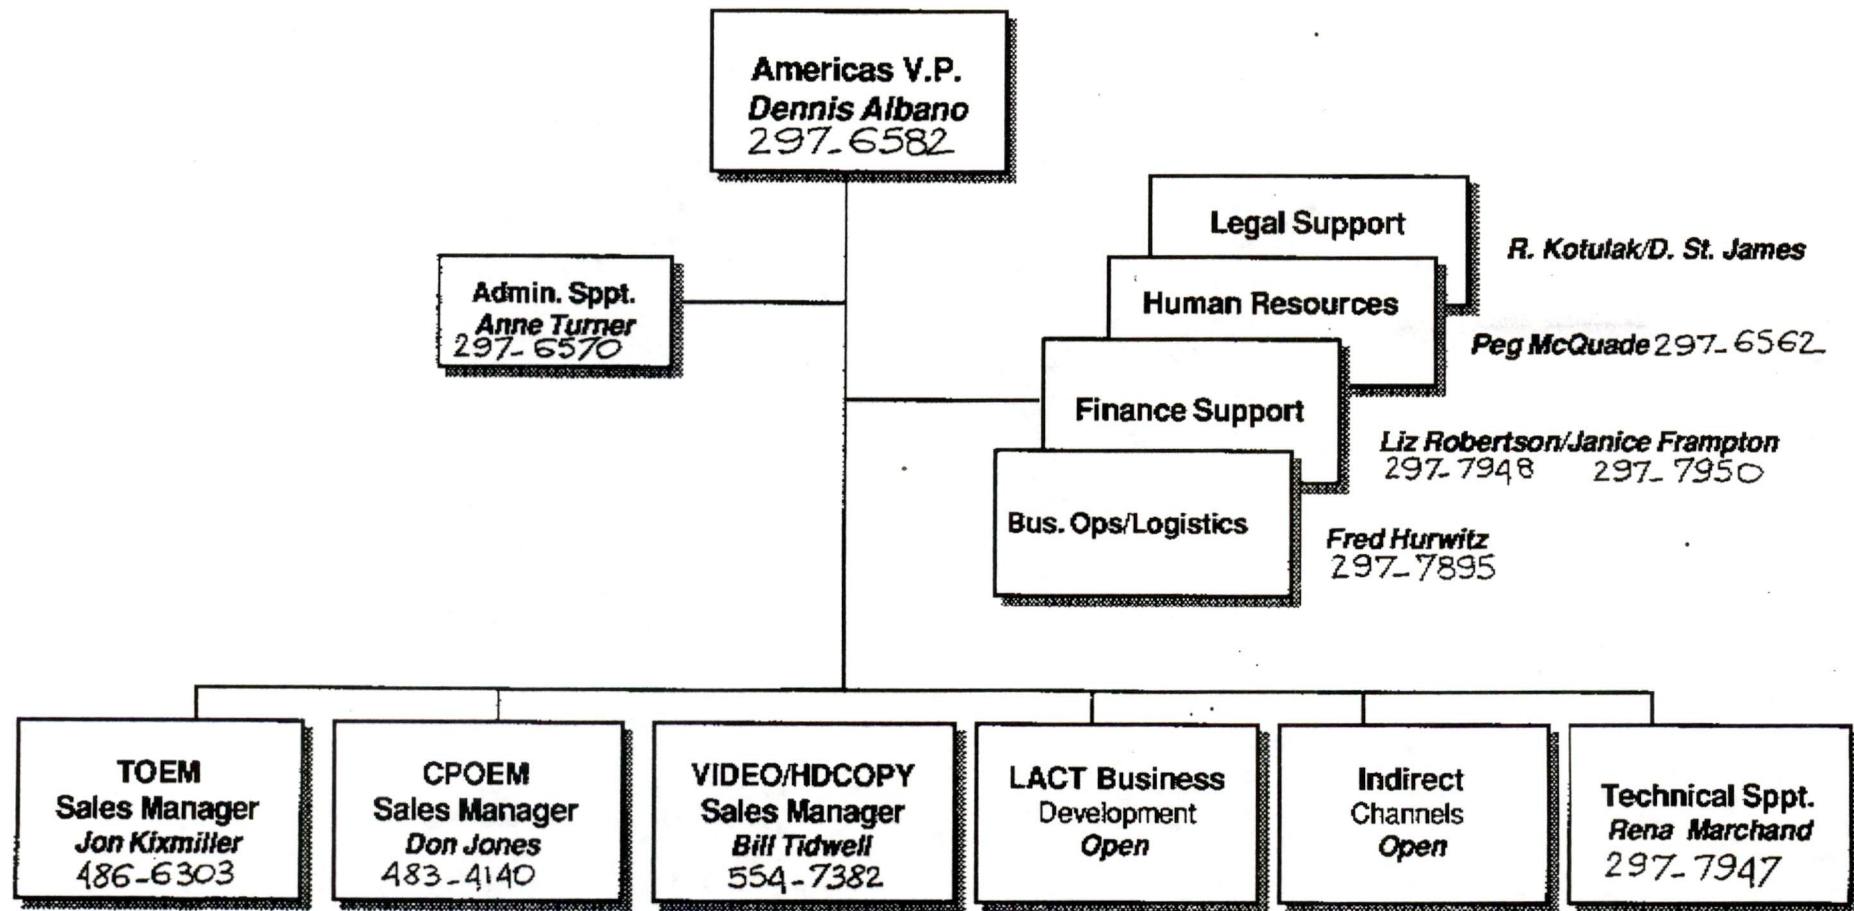 Americas V.P.
Dennis Albano
297-6582
Legal Support
R. Kotulak/D. St. James
Admin. Sppt.
Anne Turner
297-6570
Human Resources
Peg McQuade 297-6562
Finance Support
Liz Robertson/Janice Frampton
297-7948 297-7950
Bus. Ops/Logistics
Fred Hurwitz
297-7895
TOEM
Sales Manager
Jon Kixmiller
486-6303
CPOEM
Sales Manager
Don Jones
483-4140
VIDEO/HDCOPY
Sales Manager
Bill Tidwell
554-7382
LACT Business
Development
Open
Indirect
Channels
Open
Technical Sppt.
Rena Marchand
297-7947